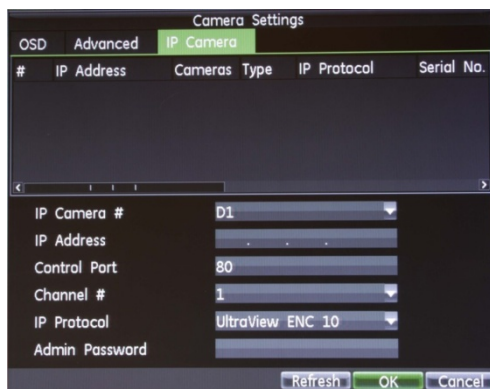 Camera Settings
OSD Advanced IP Camera
# IP Address Cameras Type IP Protocol Serial No.
IP Camera # D1
IP Address . . .
Control Port 80
Channel # 1
IP Protocol UltraView ENC 10
Admin Password
Refresh OK Cancel